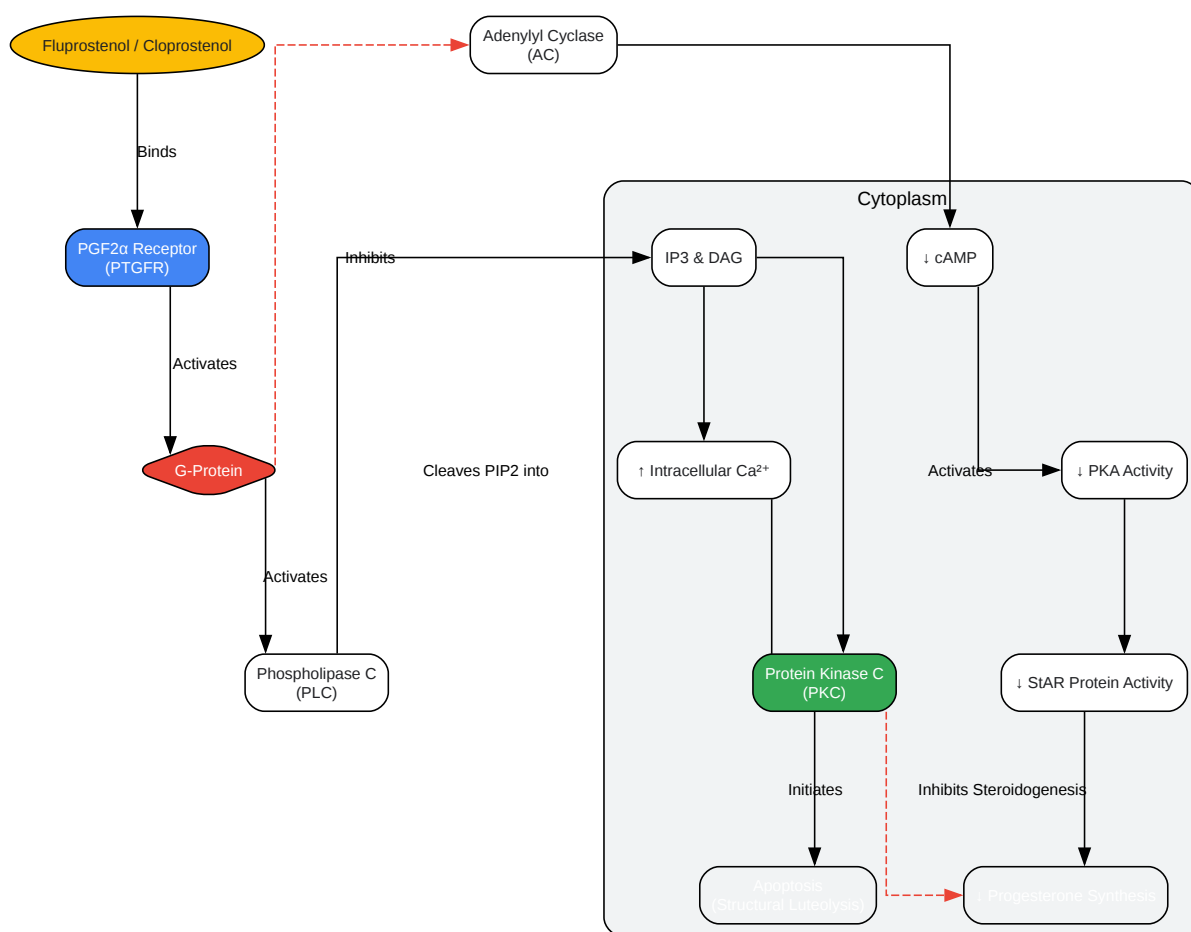 Fluprostenol / Cloprostenol
Adenylyl Cyclase
(AC)
Binds
Cytoplasm
PGF2α Receptor
(PTGFR)
Inhibits
IP3 & DAG
↓ cAMP
Activates
G-Protein
Cleaves PIP2 into
↑ Intracellular Ca²⁺
Activates
↓ PKA Activity
Activates
Phospholipase C
(PLC)
Protein Kinase C
(PKC)
↓ StAR Protein Activity
Initiates
Inhibits Steroidogenesis
Apoptosis
(Structural Luteolysis)
↓ Progesterone Synthesis